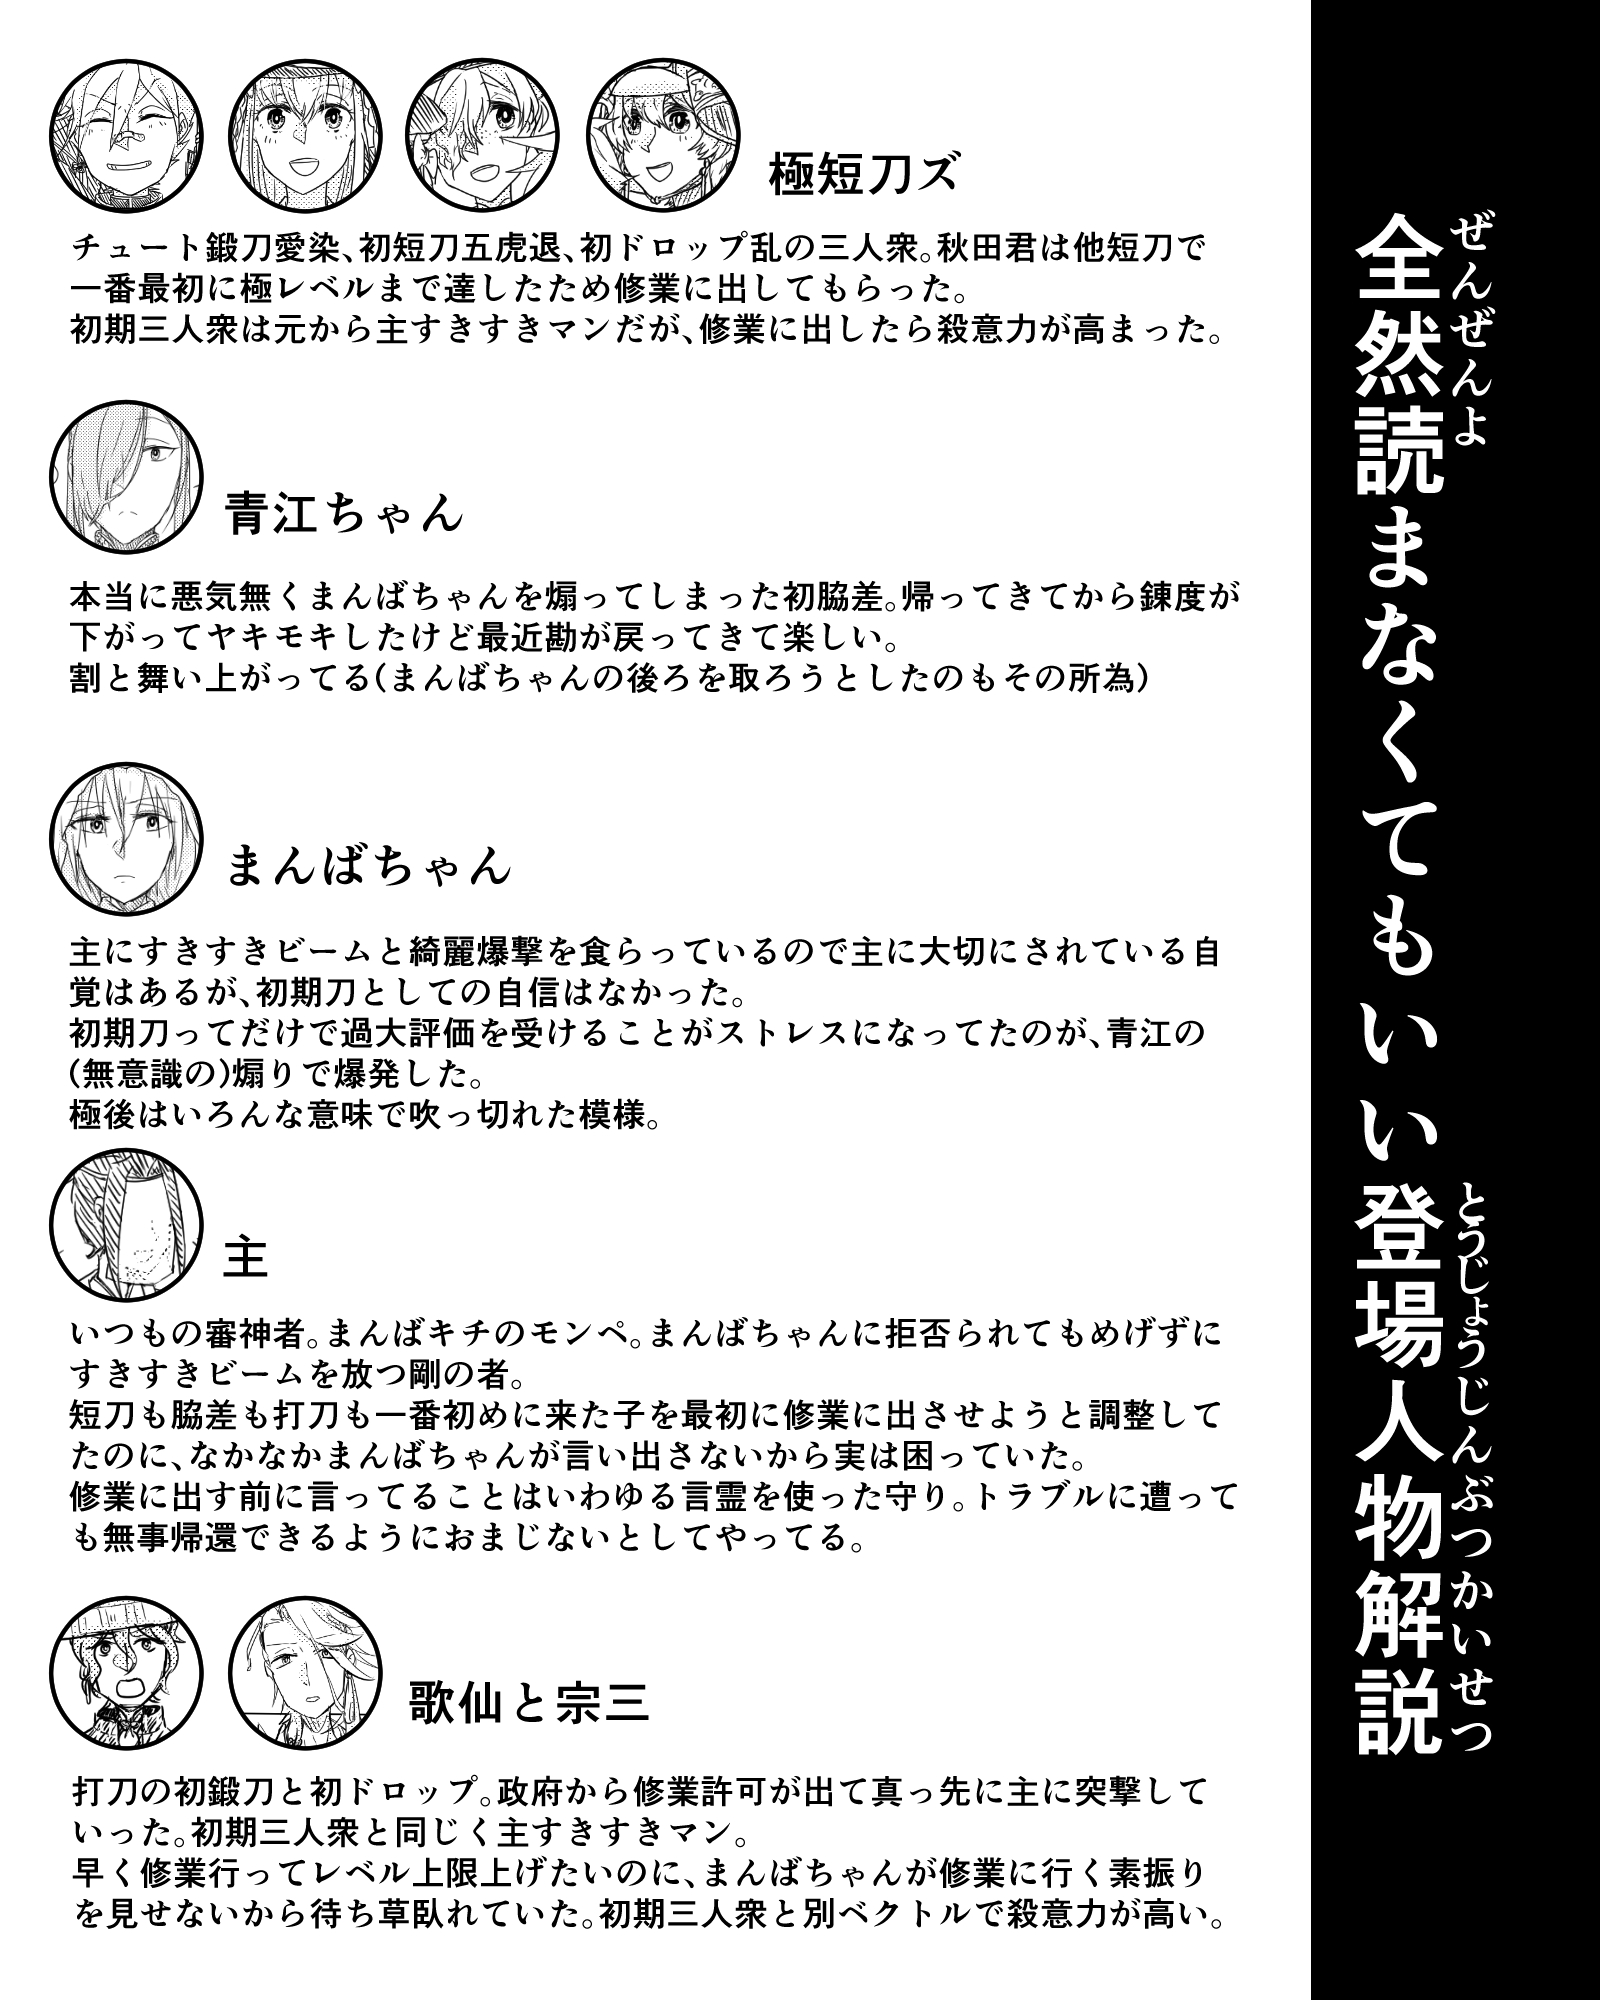 全然読まなくてもいい登場人物解説
ぜんぜんよ
とうじょうじんぶつかいせつ
極短刀ズ
チュート鍛刀愛染、初短刀五虎退、初ドロップ乱の三人衆。秋田君は他短刀で
一番最初に極レベルまで達したため修業に出してもらった。
初期三人衆は元から主すきすきマンだが、修業に出したら殺意力が高まった。
青江ちゃん
本当に悪気無くまんばちゃんを煽ってしまった初脇差。帰ってきてから錬度が
下がってヤキモキしたけど最近勘が戻ってきて楽しい。
割と舞い上がってる(まんばちゃんの後ろを取ろうとしたのもその所為)
まんばちゃん
主にすきすきビームと綺麗爆撃を食らっているので主に大切にされている自
覚はあるが、初期刀としての自信はなかった。
初期刀ってだけで過大評価を受けることがストレスになってたのが、青江の
(無意識の)煽りで爆発した。
極後はいろんな意味で吹っ切れた模様。
主
いつもの審神者。まんばキチのモンペ。まんばちゃんに拒否られてもめげずに
すきすきビームを放つ剛の者。
短刀も脇差も打刀も一番初めに来た子を最初に修業に出させようと調整して
たのに、なかなかまんばちゃんが言い出さないから実は困っていた。
修業に出す前に言ってることはいわゆる言霊を使った守り。トラブルに遭って
も無事帰還できるようにおまじないとしてやってる。
歌仙と宗三
打刀の初鍛刀と初ドロップ。政府から修業許可が出て真っ先に主に突撃して
いった。初期三人衆と同じく主すきすきマン。
早く修業行ってレベル上限上げたいのに、まんばちゃんが修業に行く素振り
を見せないから待ち草臥れていた。初期三人衆と別ベクトルで殺意力が高い。